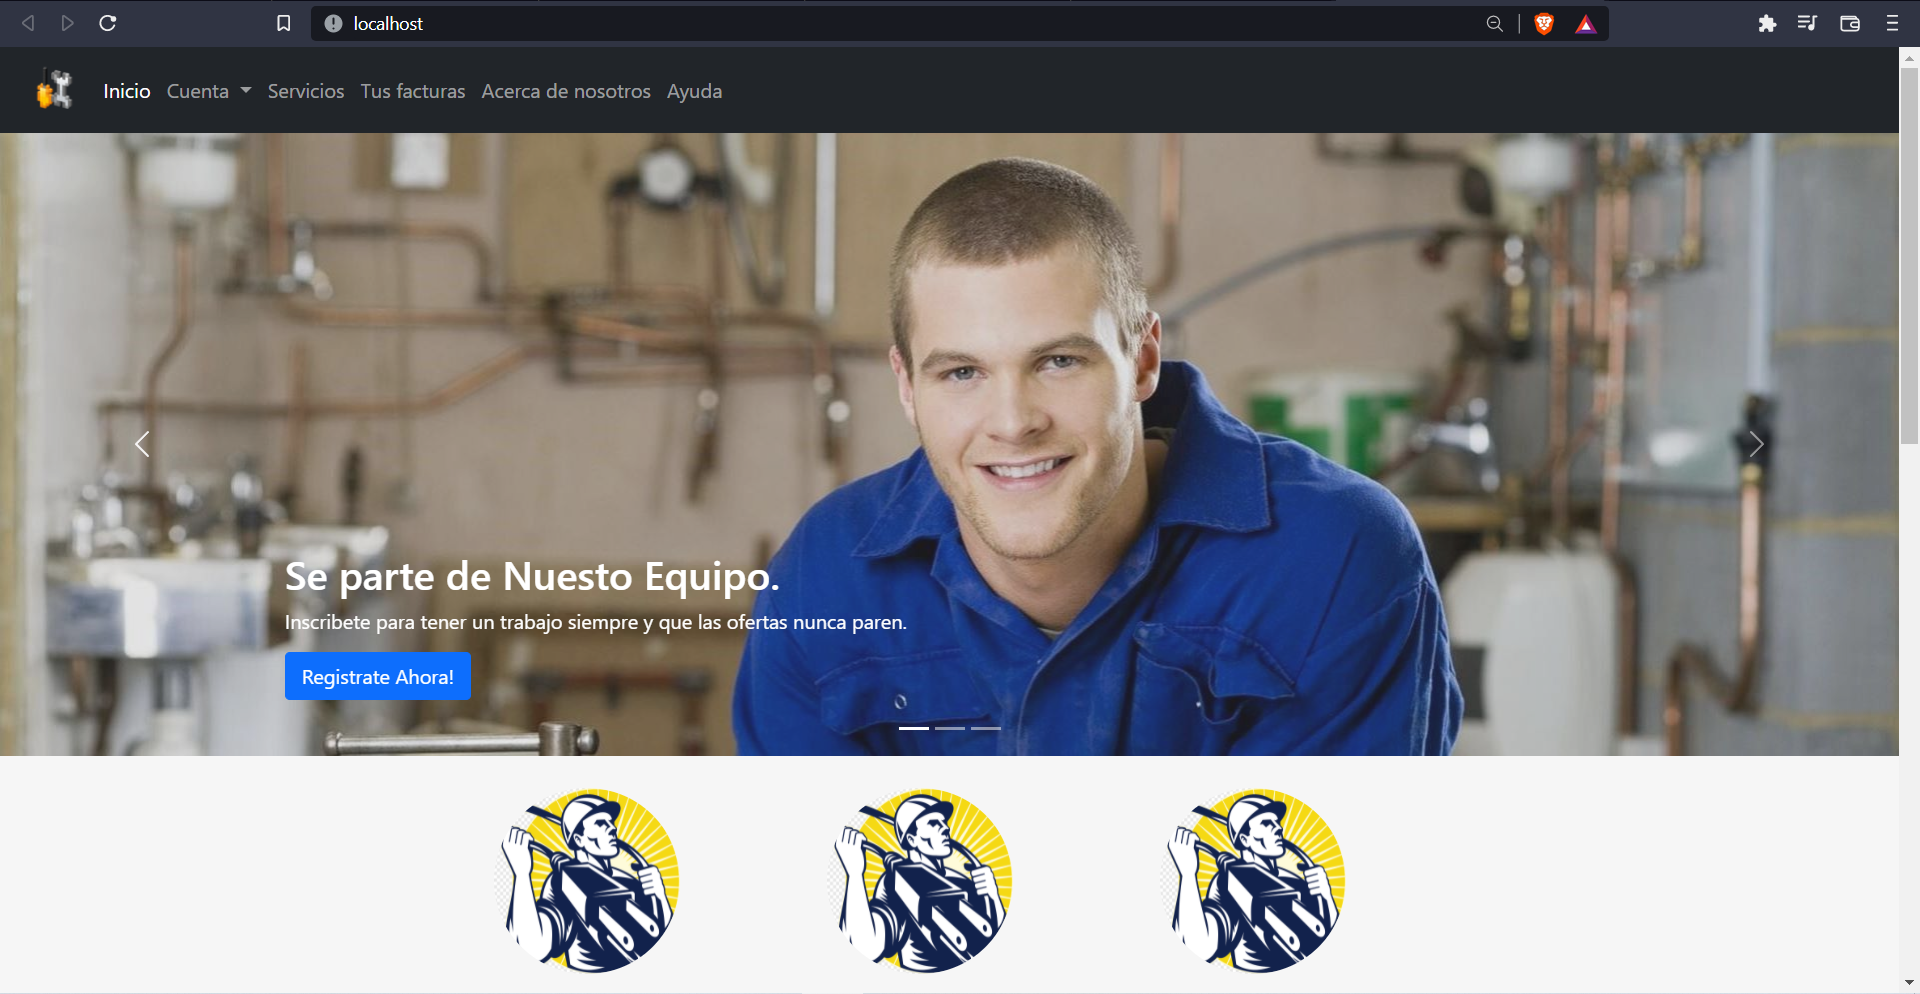 localhost
Inicio Cuenta Servicios Tus facturas Acerca de nosotros Ayuda
Se parte de Nuesto Equipo.
Inscribete para tener un trabajo siempre y que las ofertas nunca paren.
Registrate Ahora!